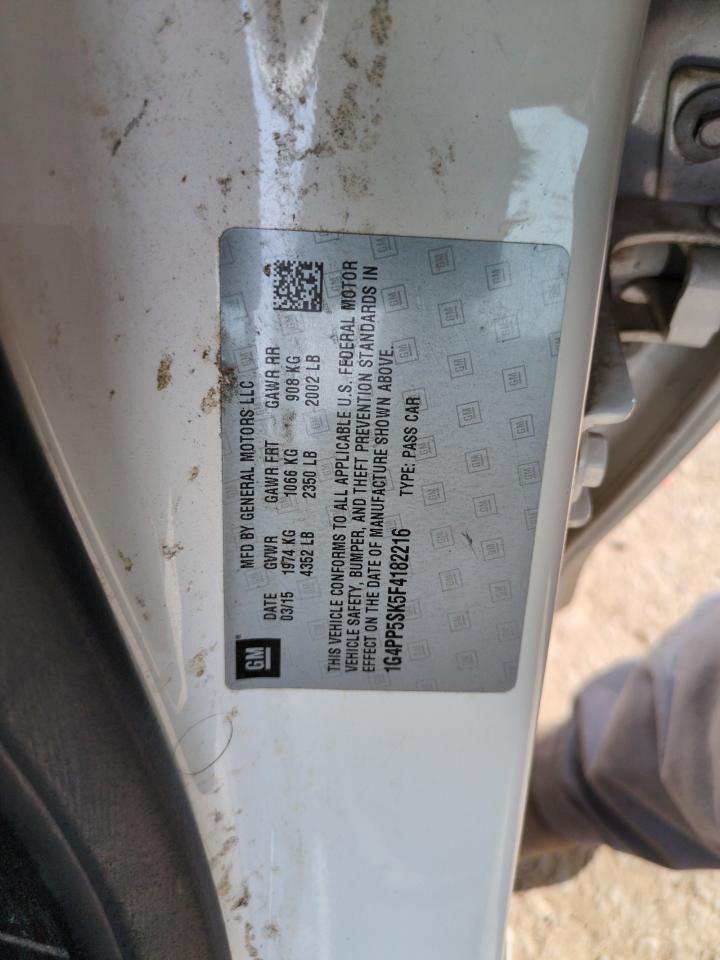 GM
MFD BY GENERAL MOTORS LLC
DATE GVWR GAWR FRT GAWR RR
03/15 1974 KG 1066 KG 908 KG
4352 LB 2350 LB 2002 LB
THIS VEHICLE CONFORMS TO ALL APPLICABLE U.S. FEDERAL MOTOR
VEHICLE SAFETY, BUMPER, AND THEFT PREVENTION STANDARDS IN
EFFECT ON THE DATE OF MANUFACTURE SHOWN ABOVE.
1G4PP5SK5F4182216 TYPE: PASS CAR